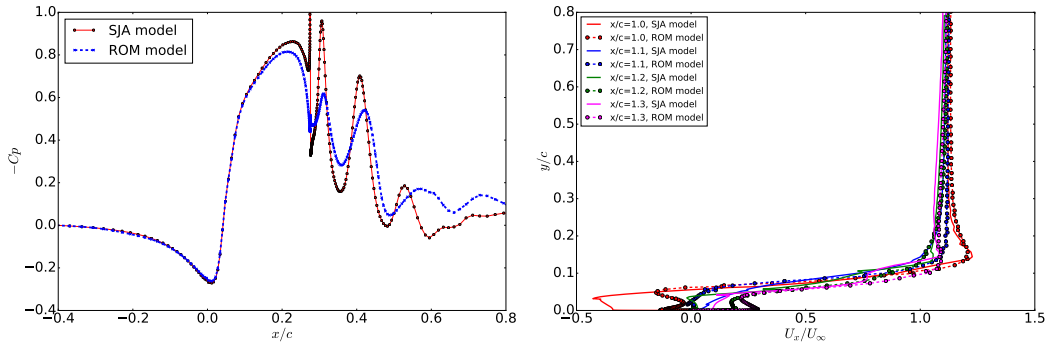 SJA model
ROM model
1.0
0.8
0.6
0.4
0.2
0.0
−0.2
−0.4
−Cp
−0.4 −0.2 0.0 0.2 0.4 0.6 0.8
x/c
x/c=1.0, SJA model
x/c=1.0, ROM model
x/c=1.1, SJA model
x/c=1.1, ROM model
x/c=1.2, SJA model
x/c=1.2, ROM model
x/c=1.3, SJA model
x/c=1.3, ROM model
0.8
0.7
0.6
0.5
0.4
0.3
0.2
0.1
0.0
y/c
−0.5 0.0 0.5 1.0 1.5
Ux/U∞